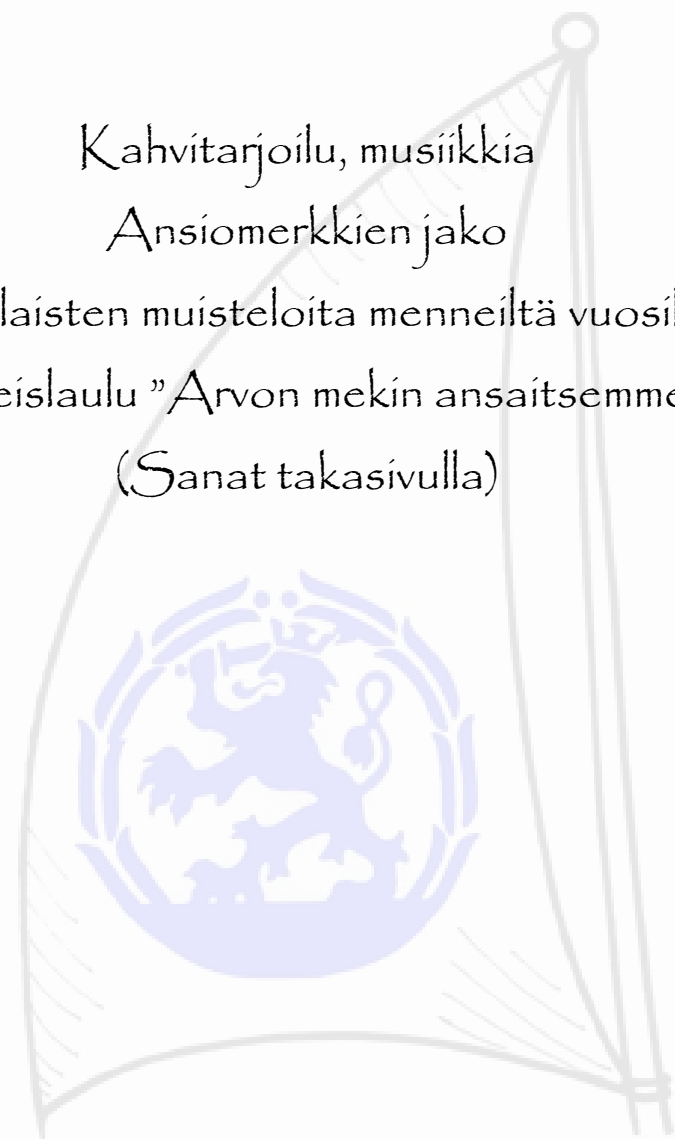 Kahvitarjoilu, musiikkia
Ansiomerkkien jako
muisteloita menneiltä
”Arvon mekin ansaitsemme
(Sanat takasivulla)